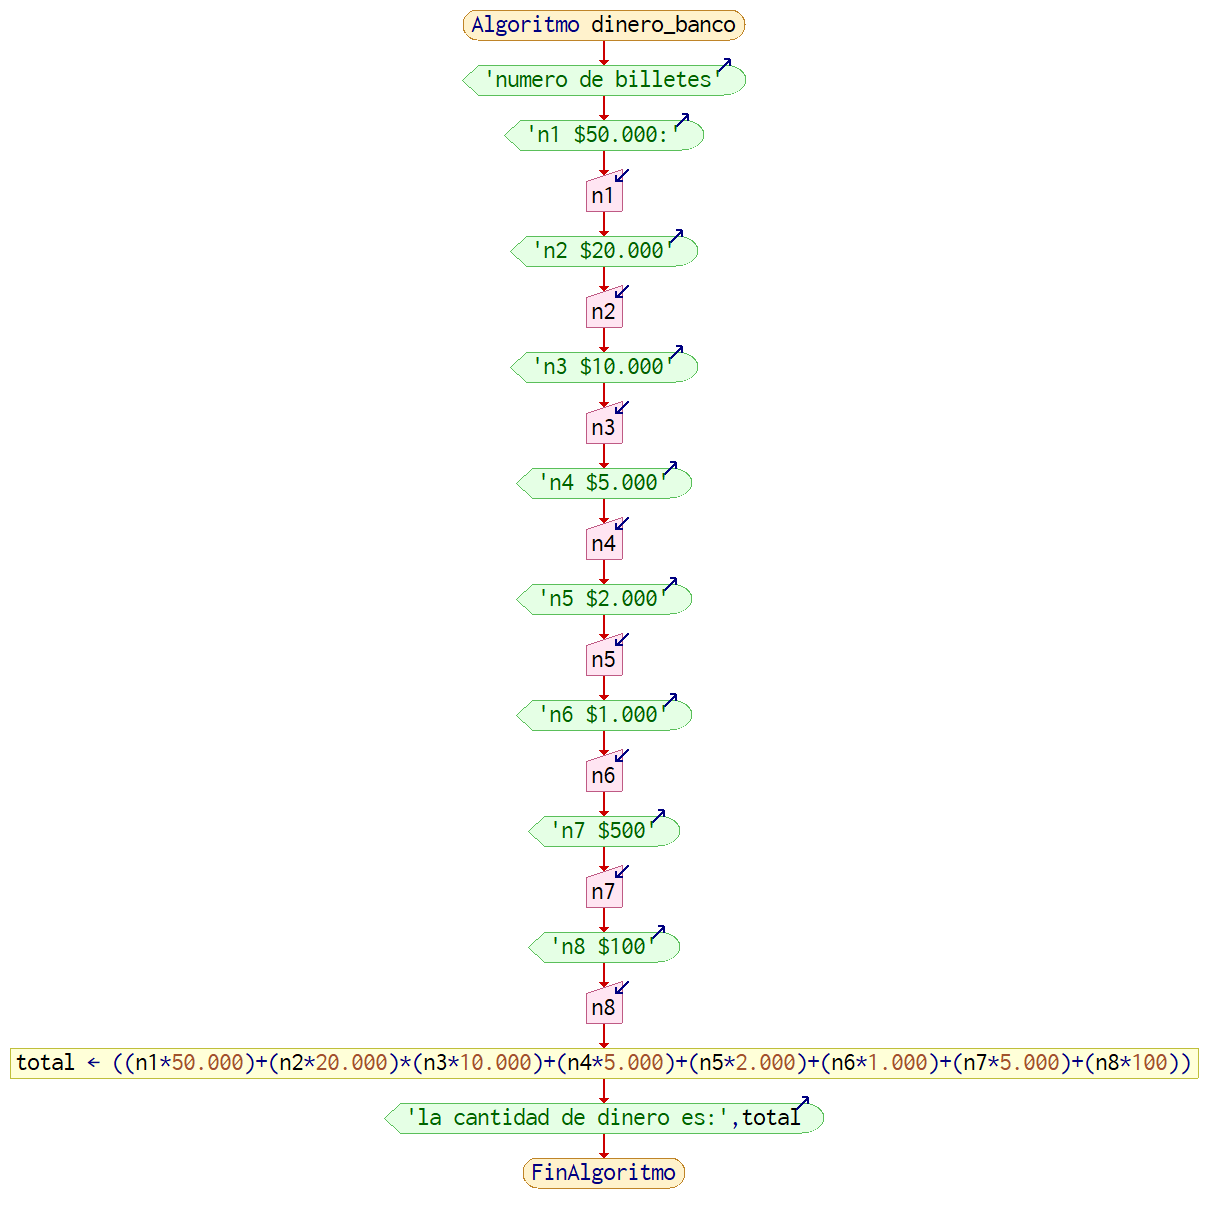 Algoritmo dinero_banco
'numero de billetes'
'n1 $50.000:'
n1
'n2 $20.000'
n2
'n3 $10.000'
n3
'n4 $5.000'
n4
'n5 $2.000'
n5
'n6 $1.000'
n6
'n7 $500'
n7
'n8 $100'
n8
total ← ((n1*50.000)+(n2*20.000)*(n3*10.000)+(n4*5.000)+(n5*2.000)+(n6*1.000)+(n7*5.000)+(n8*100))
'la cantidad de dinero es:',total
FinAlgoritmo